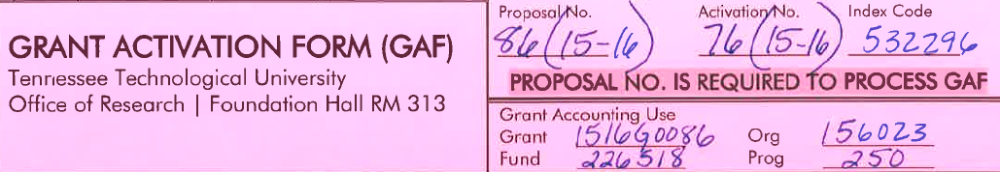 GRANT ACTIVATION FORM (GAF)
Tennessee Technological University
Office of Research | Foundation Hall RM 313
Proposal No. Activation No. Index Code
86 (15-16) 76 (15-16) 532296
PROPOSAL NO. IS REQUIRED TO PROCESS GAF
Grant Accounting Use
Grant 1516G0086 Org 156023
Fund 226518 Prog 250